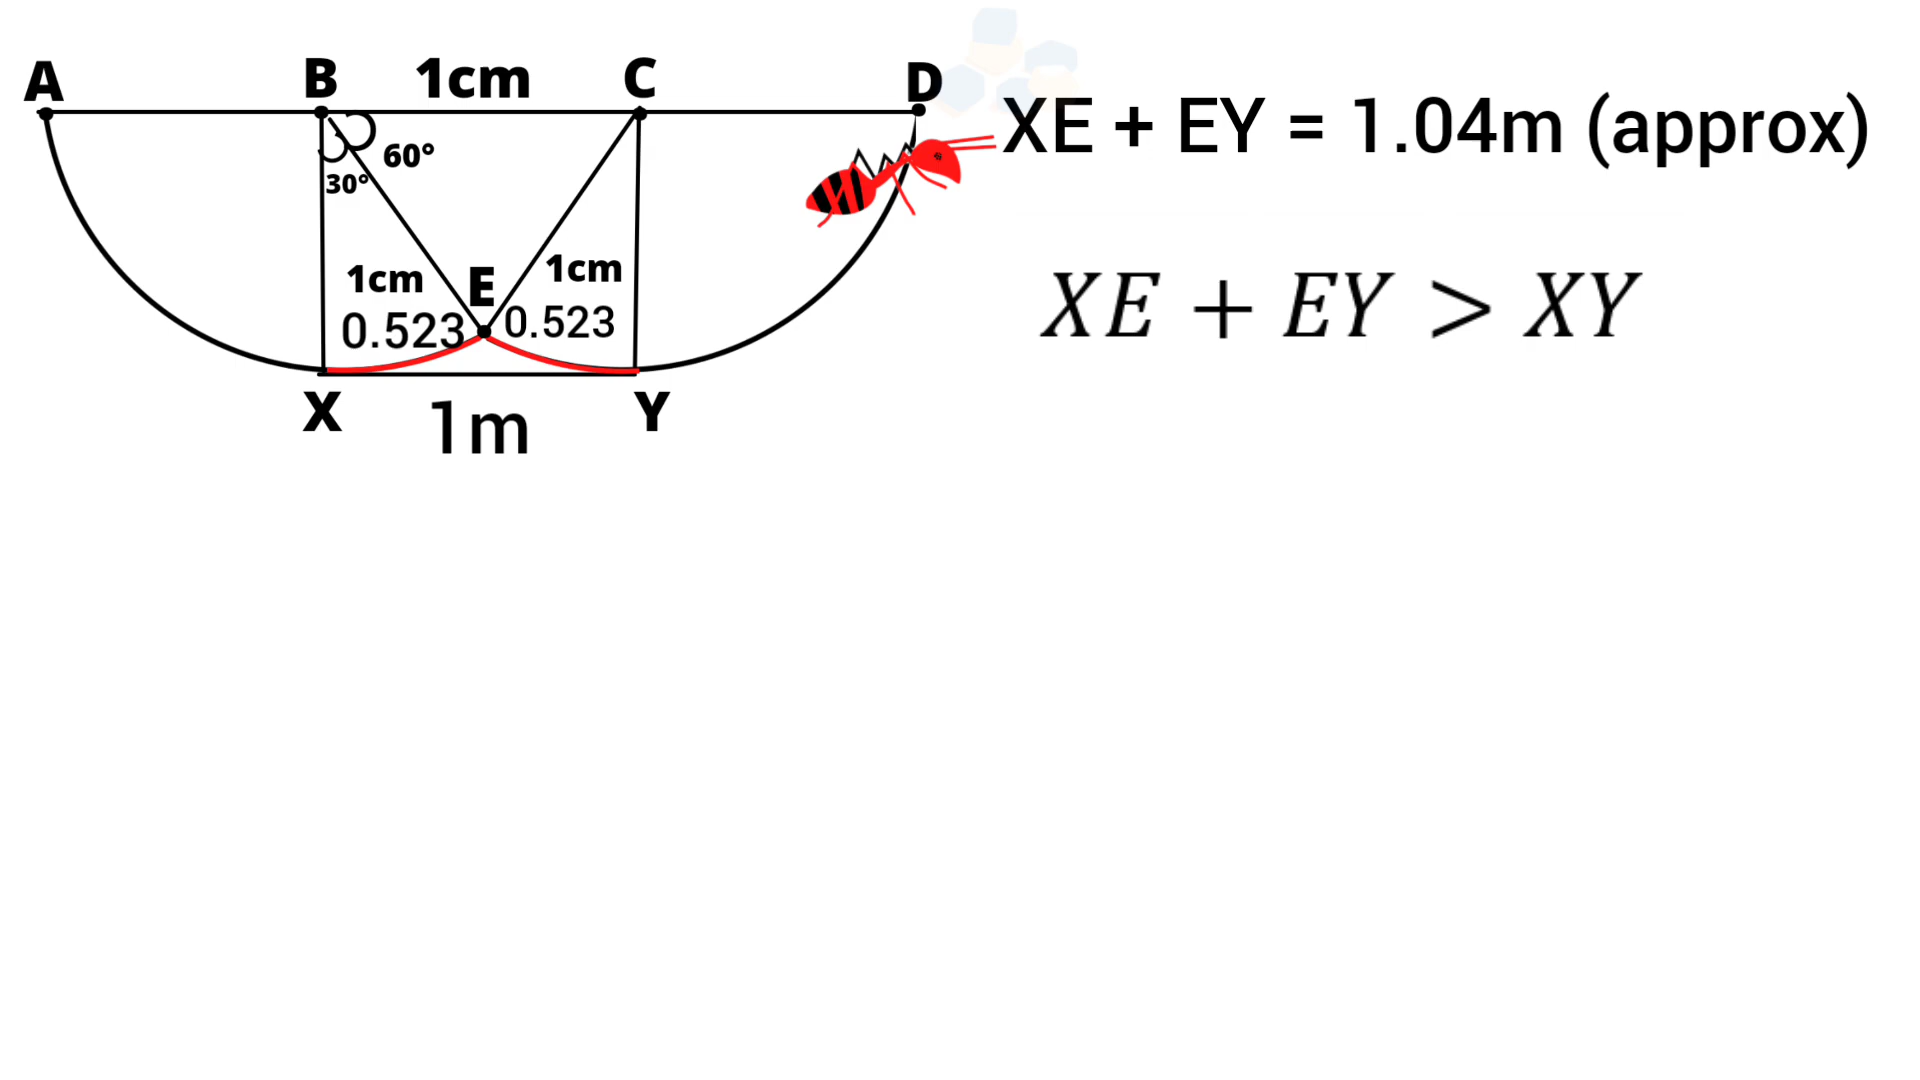 A B 1cm C D
60°
30°
1cm E 1cm
0.523 0.523
X 1m Y
XE + EY = 1.04m (approx)
XE + EY > XY